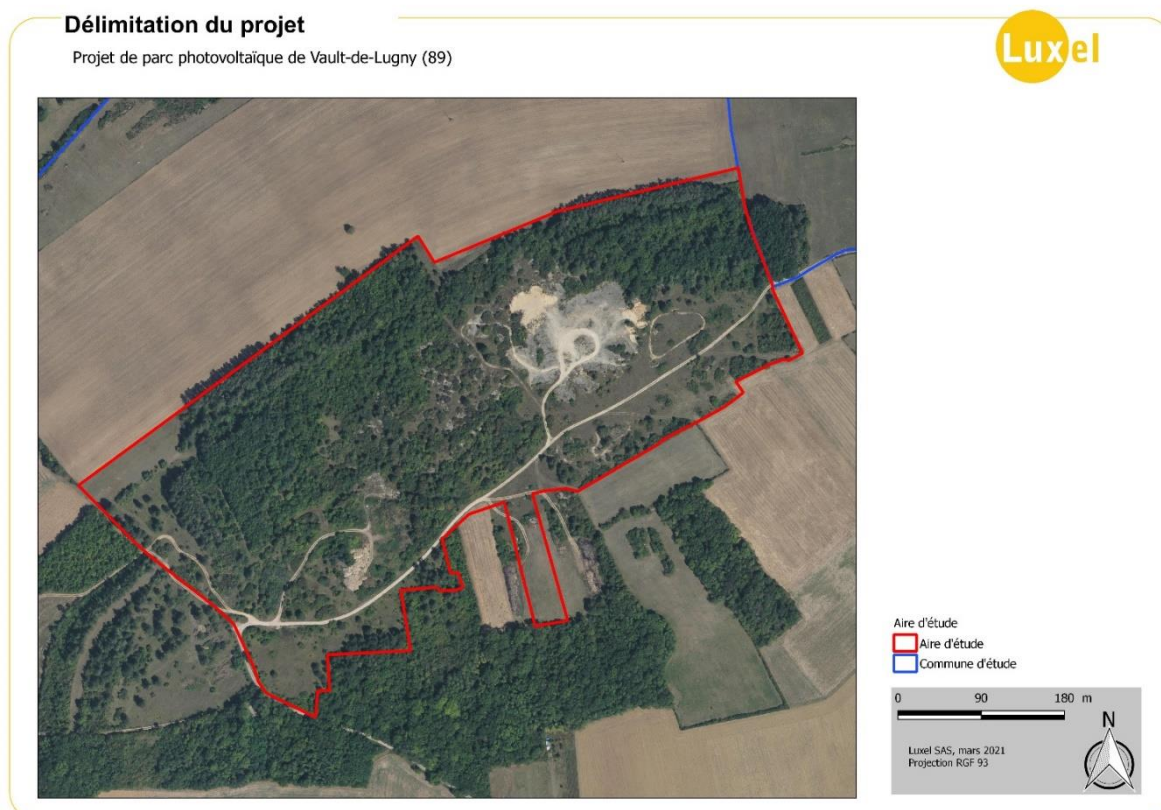 Délimitation du projet
Projet de parc photovoltaïque de Vault-de-Lugny (89)
Luxel
Aire d'étude
Aire d'étude
Commune d'étude
0 90 180 m
N
Luxel SAS, mars 2021
Projection RGF 93